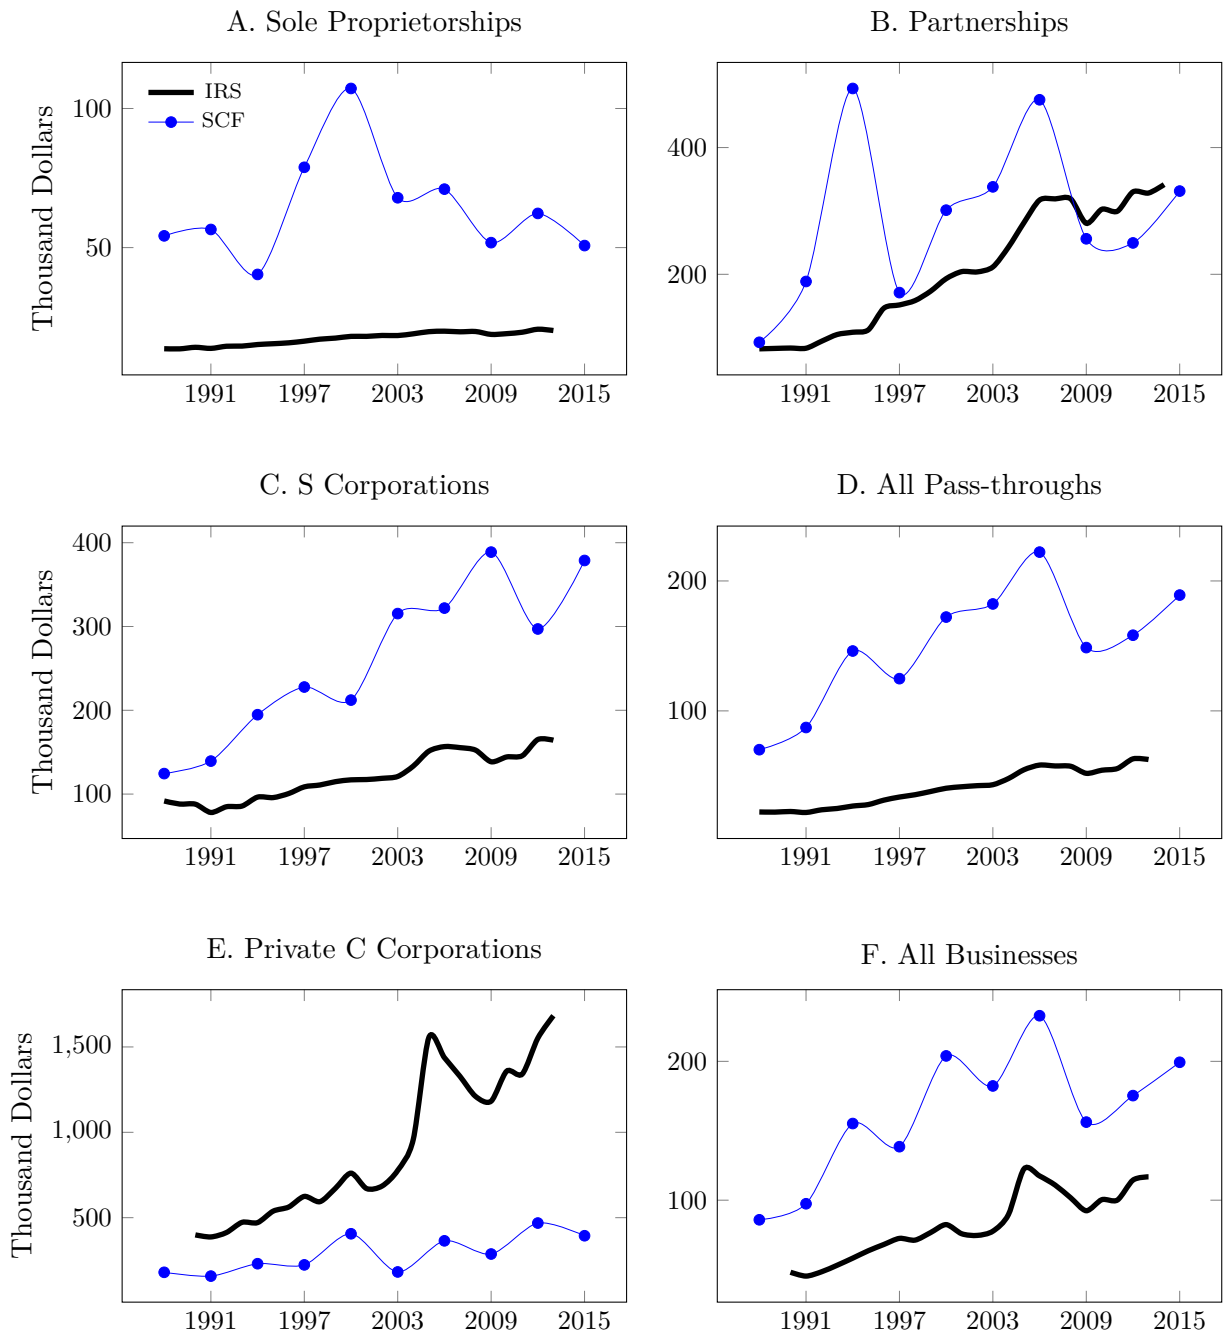 A. Sole Proprietorships
B. Partnerships
IRS
SCF
100
50
Thousand Dollars
1991 1997 2003 2009 2015
400
200
1991 1997 2003 2009 2015
C. S Corporations
D. All Pass-throughs
400
300
200
100
Thousand Dollars
1991 1997 2003 2009 2015
200
100
1991 1997 2003 2009 2015
E. Private C Corporations
F. All Businesses
1,500
1,000
500
Thousand Dollars
1991 1997 2003 2009 2015
200
100
1991 1997 2003 2009 2015